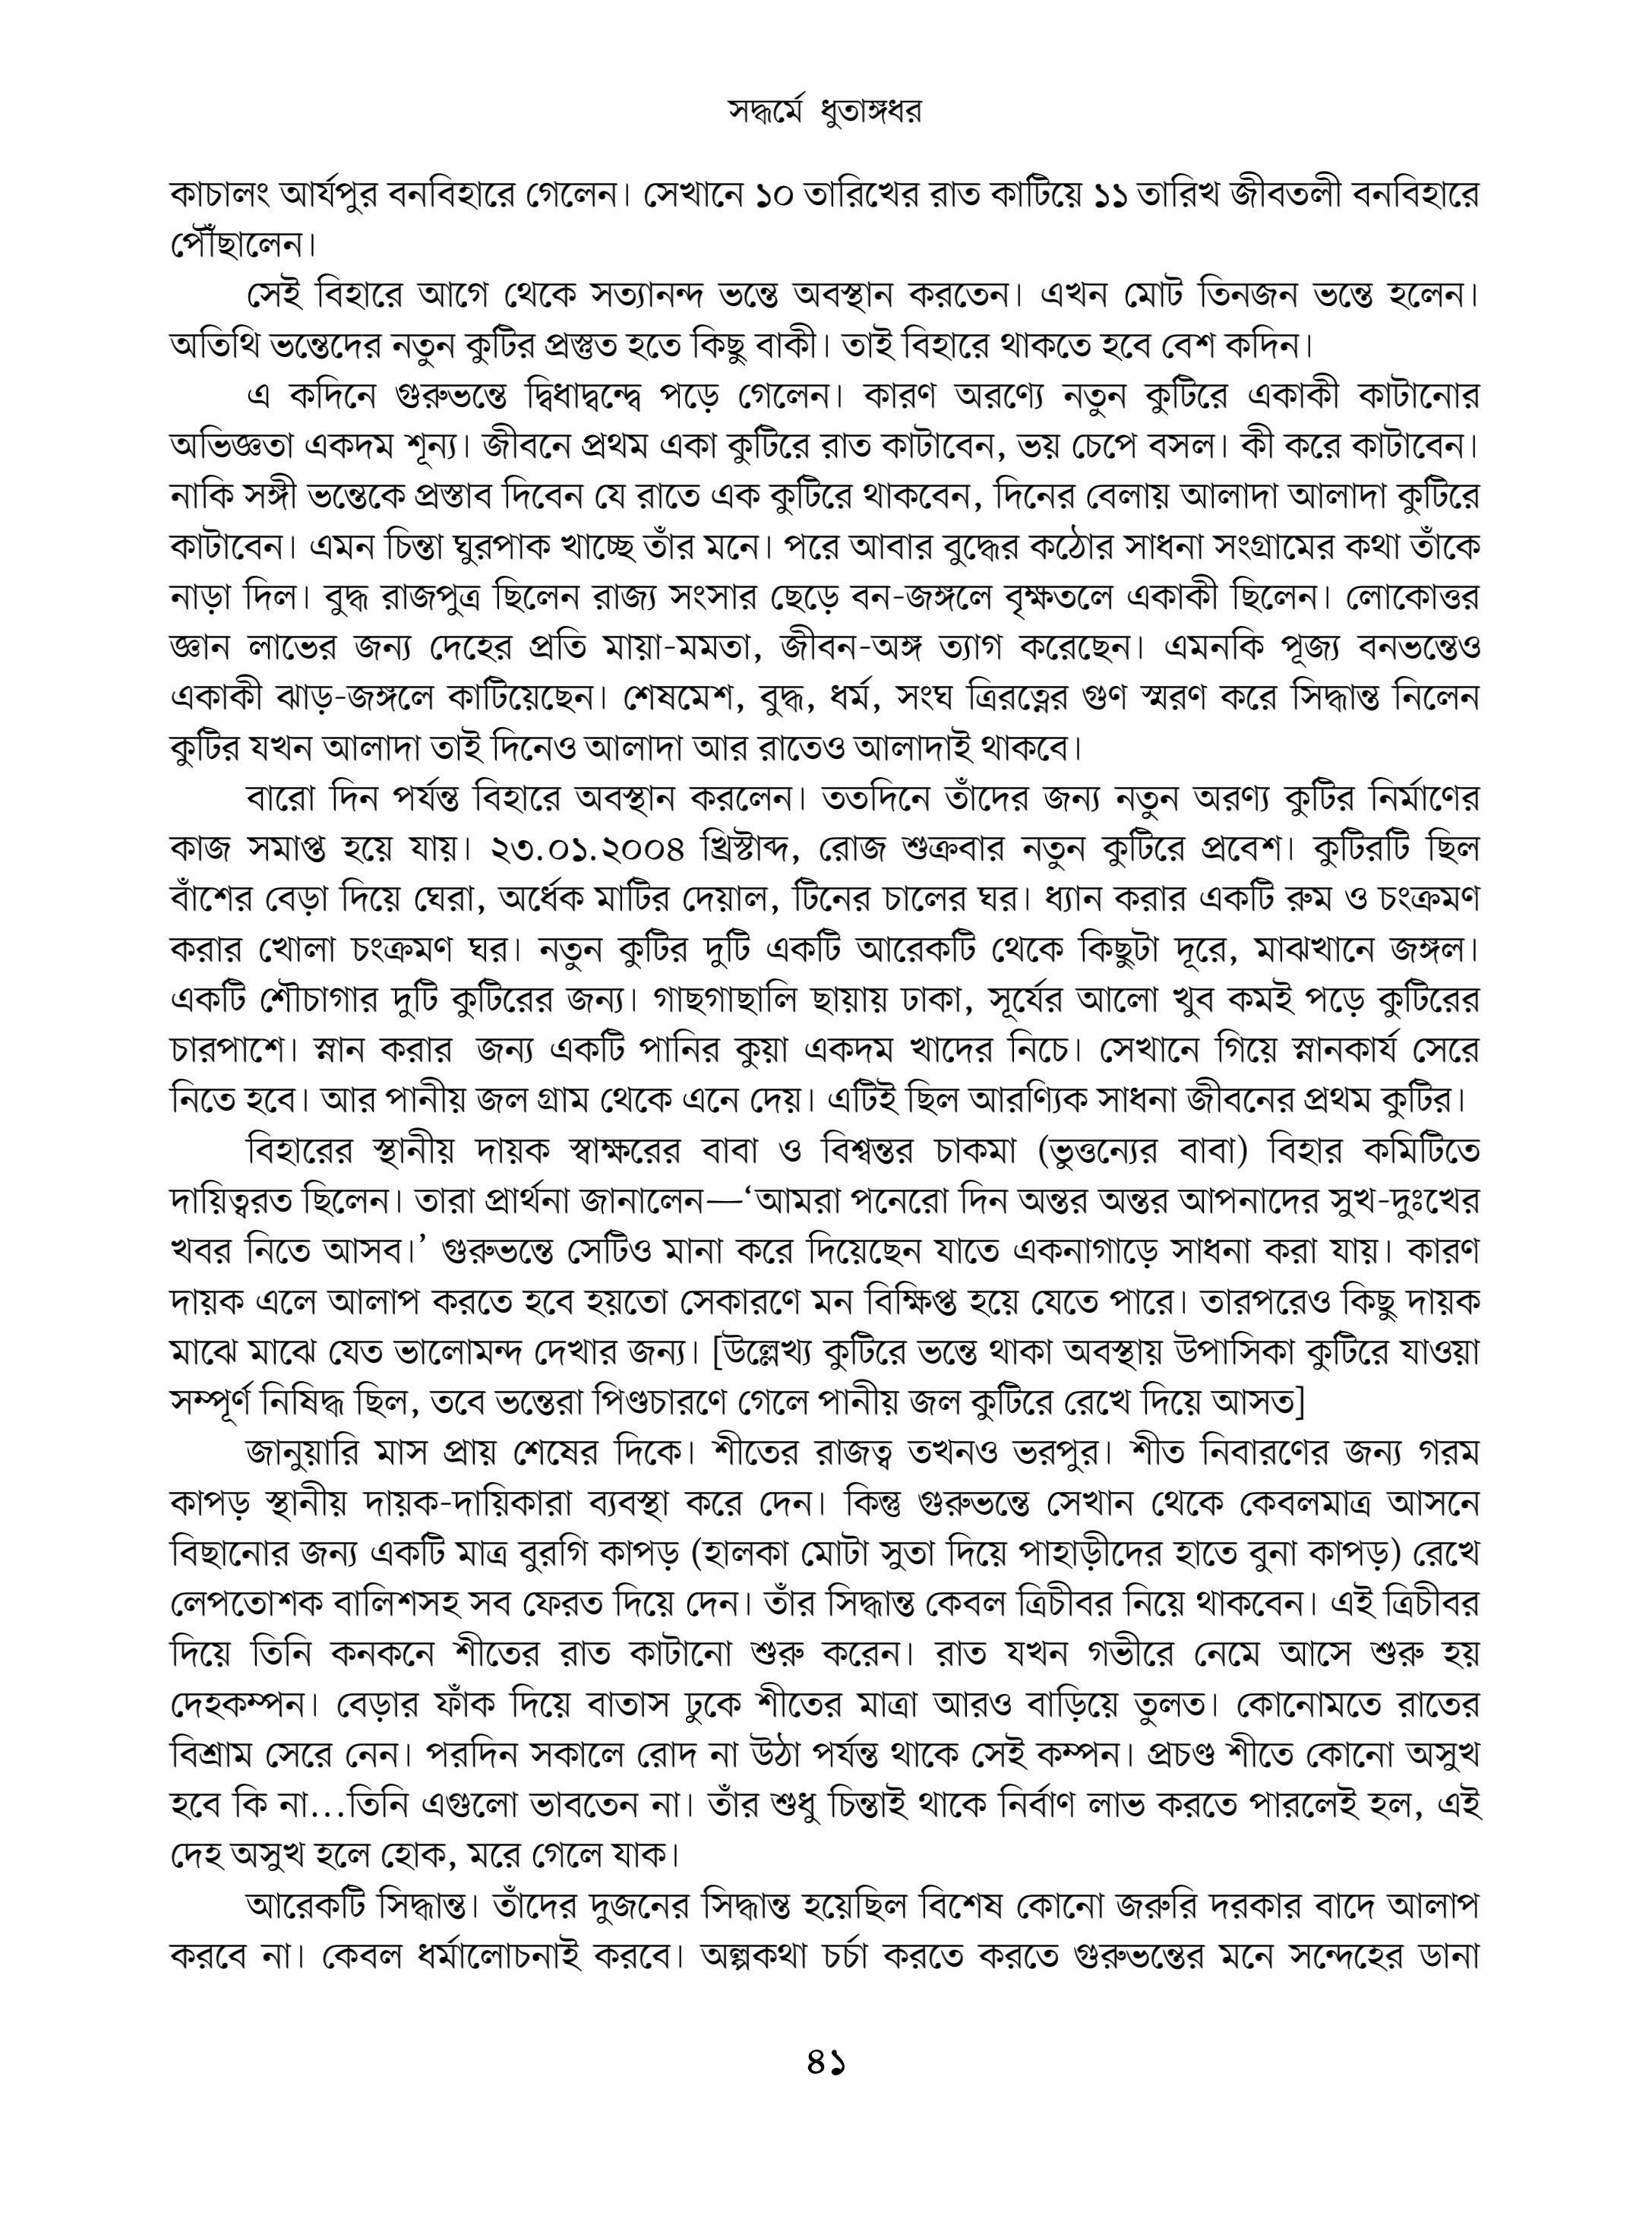 সদ্ধর্মে ধুতাঙ্গধর
কাচালং আর্যপুর বনবিহারে গেলেন। সেখানে ১০ তারিখের রাত কাটিয়ে ১১ তারিখ জীবতলী বনবিহারে
পৌঁছালেন।
সেই বিহারে আগে থেকে সত্যানন্দ ভন্তে অবস্থান করতেন। এখন মোট তিনজন ভন্তে হলেন।
অতিথি ভন্তেদের নতুন কুটির প্রস্তুত হতে কিছু বাকী। তাই বিহারে থাকতে হবে বেশ কদিন।
এ কদিনে গুরুভন্তে দ্বিধাদ্বন্দ্বে পড়ে গেলেন। কারণ অরণ্যে নতুন কুটিরে একাকী কাটানোর
অভিজ্ঞতা একদম শূন্য। জীবনে প্রথম একা কুটিরে রাত কাটাবেন, ভয় চেপে বসল। কী করে কাটাবেন।
নাকি সঙ্গী ভন্তেকে প্রস্তাব দিবেন যে রাতে এক কুটিরে থাকবেন, দিনের বেলায় আলাদা আলাদা কুটিরে
কাটাবেন। এমন চিন্তা ঘুরপাক খাচ্ছে তাঁর মনে। পরে আবার বুদ্ধের কঠোর সাধনা সংগ্রামের কথা তাঁকে
নাড়া দিল। বুদ্ধ রাজপুত্র ছিলেন রাজ্য সংসার ছেড়ে বন-জঙ্গলে বৃক্ষতলে একাকী ছিলেন। লোকোত্তর
জ্ঞান লাভের জন্য দেহের প্রতি মায়া-মমতা, জীবন-অঙ্গ ত্যাগ করেছেন। এমনকি পূজ্য বনভন্তেও
একাকী ঝাড়-জঙ্গলে কাটিয়েছেন। শেষমেশ, বুদ্ধ, ধর্ম, সংঘ ত্রিরত্নের গুণ স্মরণ করে সিদ্ধান্ত নিলেন
কুটির যখন আলাদা তাই দিনেও আলাদা আর রাতেও আলাদাই থাকবে।
বারো দিন পর্যন্ত বিহারে অবস্থান করলেন। ততদিনে তাঁদের জন্য নতুন অরণ্য কুটির নির্মাণের
কাজ সমাপ্ত হয়ে যায়। ২৩.০১.২০০৪ খ্রিস্টাব্দ, রোজ শুক্রবার নতুন কুটিরে প্রবেশ। কুটিরটি ছিল
বাঁশের বেড়া দিয়ে ঘেরা, অর্ধেক মাটির দেয়াল, টিনের চালের ঘর। ধ্যান করার একটি রুম ও চংক্রমণ
করার খোলা চংক্রমণ ঘর। নতুন কুটির দুটি একটি আরেকটি থেকে কিছুটা দূরে, মাঝখানে জঙ্গল।
একটি শৌচাগার দুটি কুটিরের জন্য। গাছগাছালি ছায়ায় ঢাকা, সূর্যের আলো খুব কমই পড়ে কুটিরের
চারপাশে। স্নান করার জন্য একটি পানির কুয়া একদম খাদের নিচে। সেখানে গিয়ে স্নানকার্য সেরে
নিতে হবে। আর পানীয় জল গ্রাম থেকে এনে দেয়। এটিই ছিল আরণ্যিক সাধনা জীবনের প্রথম কুটির।
বিহারের স্থানীয় দায়ক স্বাক্ষরের বাবা ও বিশ্বন্তর চাকমা (ভুত্তন্যের বাবা) বিহার কমিটিতে
দায়িত্বরত ছিলেন। তারা প্রার্থনা জানালেন—‘আমরা পনেরো দিন অন্তর অন্তর আপনাদের সুখ-দুঃখের
খবর নিতে আসব।’ গুরুভন্তে সেটিও মানা করে দিয়েছেন যাতে একনাগাড়ে সাধনা করা যায়। কারণ
দায়ক এলে আলাপ করতে হবে হয়তো সেকারণে মন বিক্ষিপ্ত হয়ে যেতে পারে। তারপরেও কিছু দায়ক
মাঝে মাঝে যেত ভালোমন্দ দেখার জন্য। [উল্লেখ্য কুটিরে ভন্তে থাকা অবস্থায় উপাসিকা কুটিরে যাওয়া
সম্পূর্ণ নিষিদ্ধ ছিল, তবে ভন্তেরা পিণ্ডচারণে গেলে পানীয় জল কুটিরে রেখে দিয়ে আসত]
জানুয়ারি মাস প্রায় শেষের দিকে। শীতের রাজত্ব তখনও ভরপুর। শীত নিবারণের জন্য গরম
কাপড় স্থানীয় দায়ক-দায়িকারা ব্যবস্থা করে দেন। কিন্তু গুরুভন্তে সেখান থেকে কেবলমাত্র আসনে
বিছানোর জন্য একটি মাত্র বুরগি কাপড় (হালকা মোটা সুতা দিয়ে পাহাড়ীদের হাতে বুনা কাপড়) রেখে
লেপতোশক বালিশসহ সব ফেরত দিয়ে দেন। তাঁর সিদ্ধান্ত কেবল ত্রিচীবর নিয়ে থাকবেন। এই ত্রিচীবর
দিয়ে তিনি কনকনে শীতের রাত কাটানো শুরু করেন। রাত যখন গভীরে নেমে আসে শুরু হয়
দেহকম্পন। বেড়ার ফাঁক দিয়ে বাতাস ঢুকে শীতের মাত্রা আরও বাড়িয়ে তুলত। কোনোমতে রাতের
বিশ্রাম সেরে নেন। পরদিন সকালে রোদ না উঠা পর্যন্ত থাকে সেই কম্পন। প্রচণ্ড শীতে কোনো অসুখ
হবে কি না...তিনি এগুলো ভাবতেন না। তাঁর শুধু চিন্তাই থাকে নির্বাণ লাভ করতে পারলেই হল, এই
দেহ অসুখ হলে হোক, মরে গেলে যাক।
আরেকটি সিদ্ধান্ত। তাঁদের দুজনের সিদ্ধান্ত হয়েছিল বিশেষ কোনো জরুরি দরকার বাদে আলাপ
করবে না। কেবল ধর্মালোচনাই করবে। অল্পকথা চর্চা করতে করতে গুরুভন্তের মনে সন্দেহের ডানা
৪১